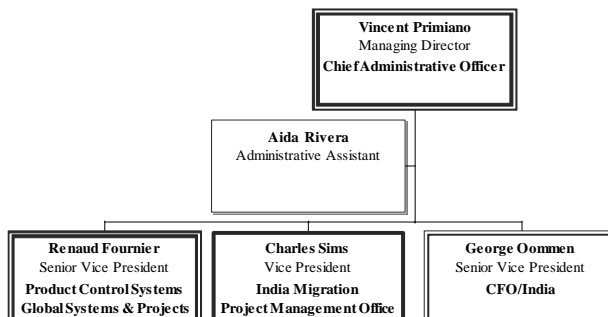 Vincent Primiano
Managing Director
Chief Administrative Officer
Aida Rivera
Administrative Assistant
Renaud Fournier
Senior Vice President
Product Control Systems
Global Systems & Projects
Charles Sims
Vice President
India Migration
Project Management Office
George Oommen
Senior Vice President
CFO/India